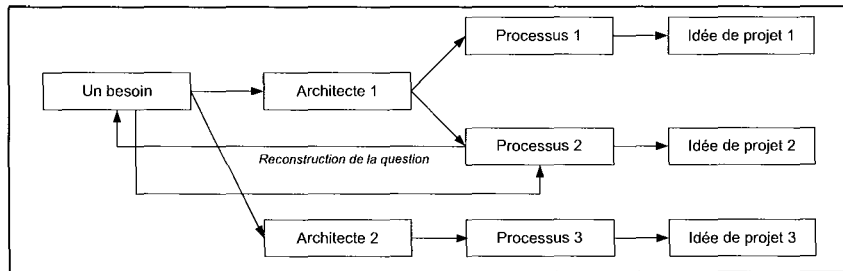 Processus 1
Idée de projet 1
Un besoin
Architecte 1
Processus 2
Idée de projet 2
Reconstruction de la question
Architecte 2
Processus 3
Idée de projet 3